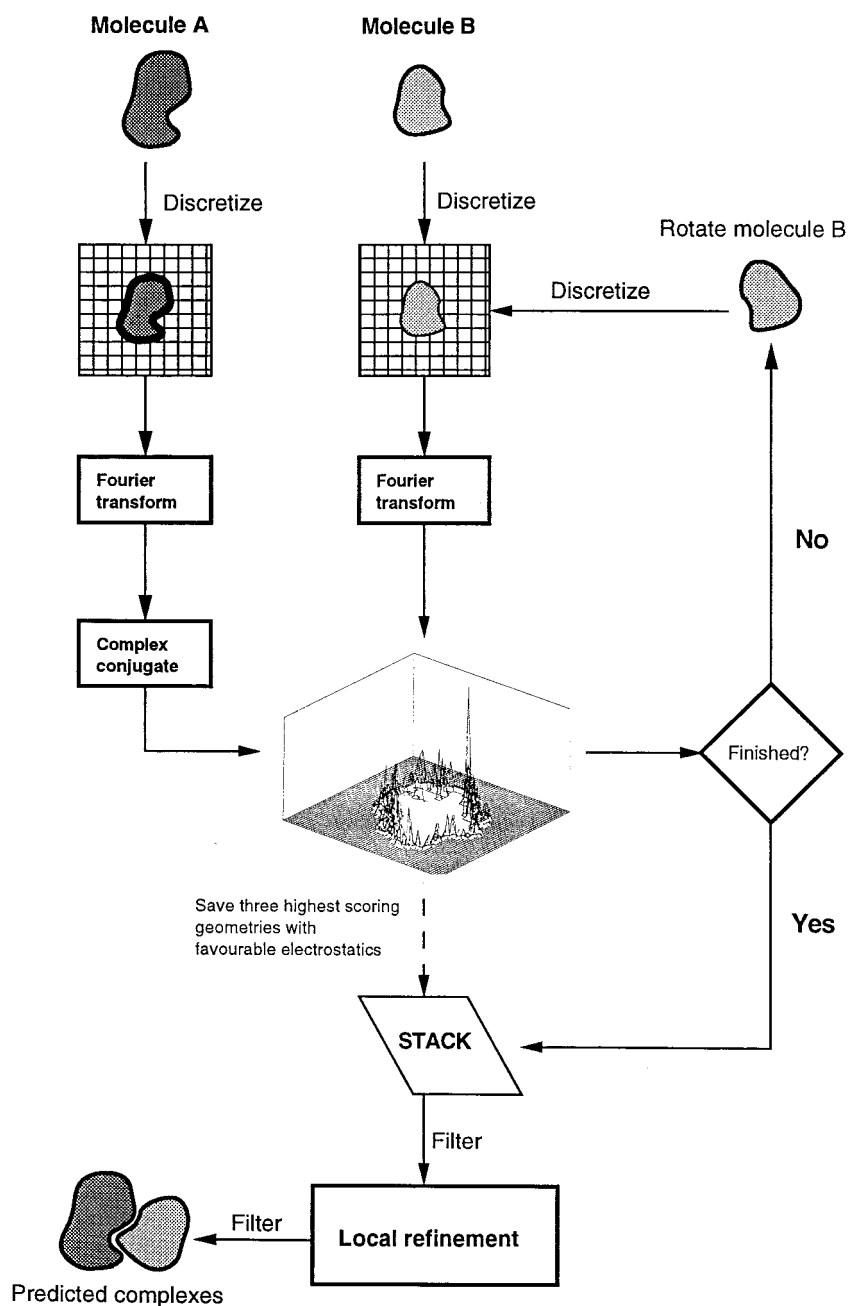 Molecule A
Molecule B
Discretize
Discretize
Rotate molecule B
Discretize
Fourier
transform
Fourier
transform
No
Complex
conjugate
Finished?
Save three highest scoring
geometries with
favourable electrostatics
Yes
STACK
Filter
Filter
Local refinement
Predicted complexes